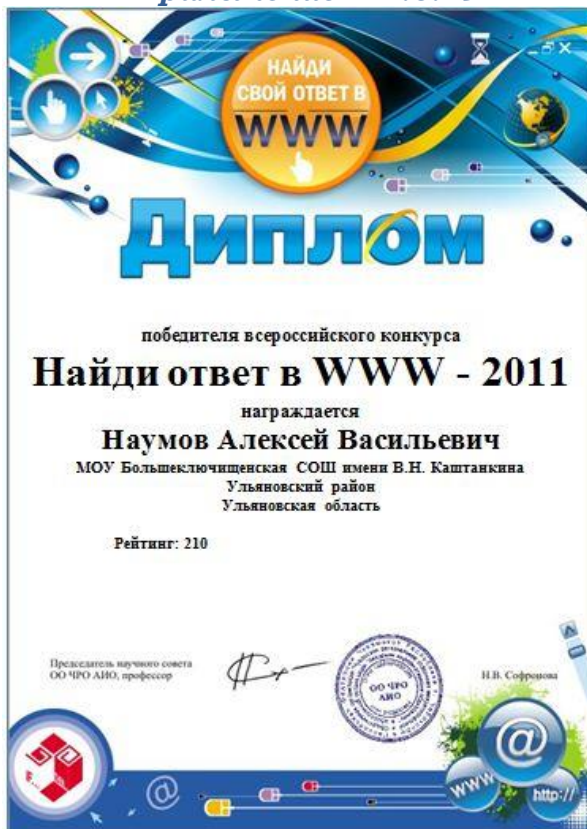 НАЙДИ
СВОЙ ОТВЕТ В
WWW
Диплом
победителя всероссийского конкурса
Найди ответ в WWW - 2011
награждается
Наумов Алексей Васильевич
МОУ Большеключищенская СОШ имени В.Н. Каштанкина
Ульяновский район
Ульяновская область
Рейтинг: 210
Председатель научного совета
ОО ЧРО АИО, профессор
ОО ЧРО
АИО
Н.В. Софронова
@
@
www
http://